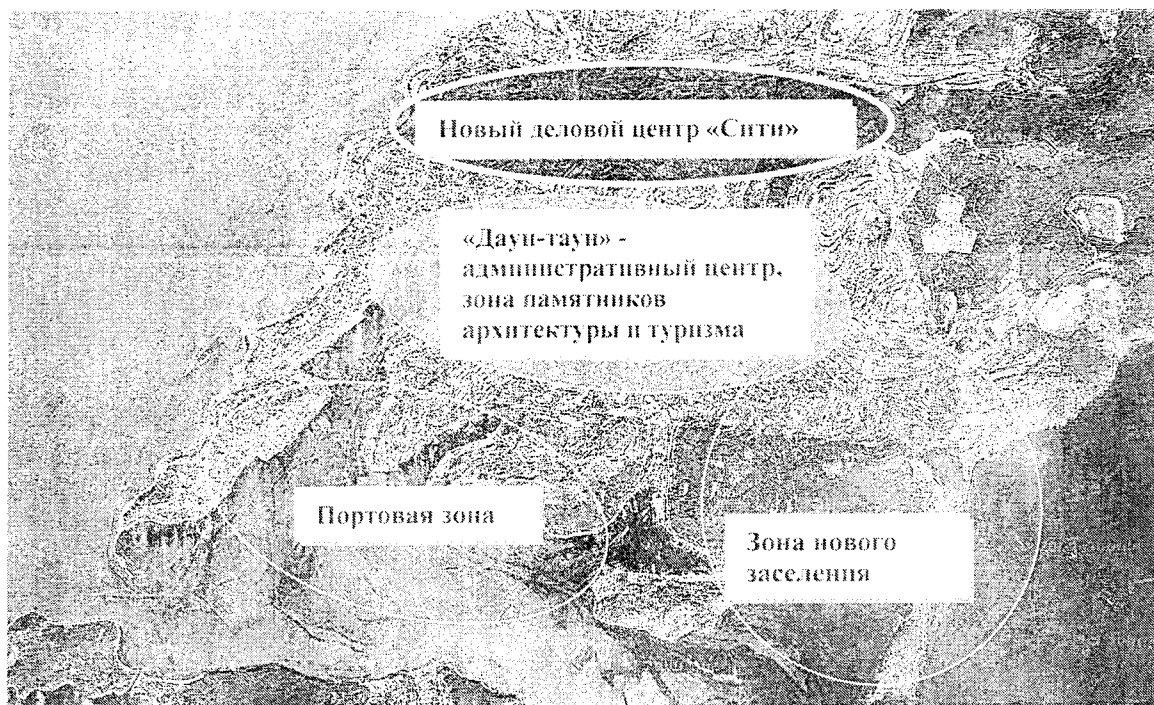 Новый деловой центр «Сити»
«Даун-таун» -
административный центр,
зона памятников
архитектуры и туризма
Портовая зона
Зона нового
заселения